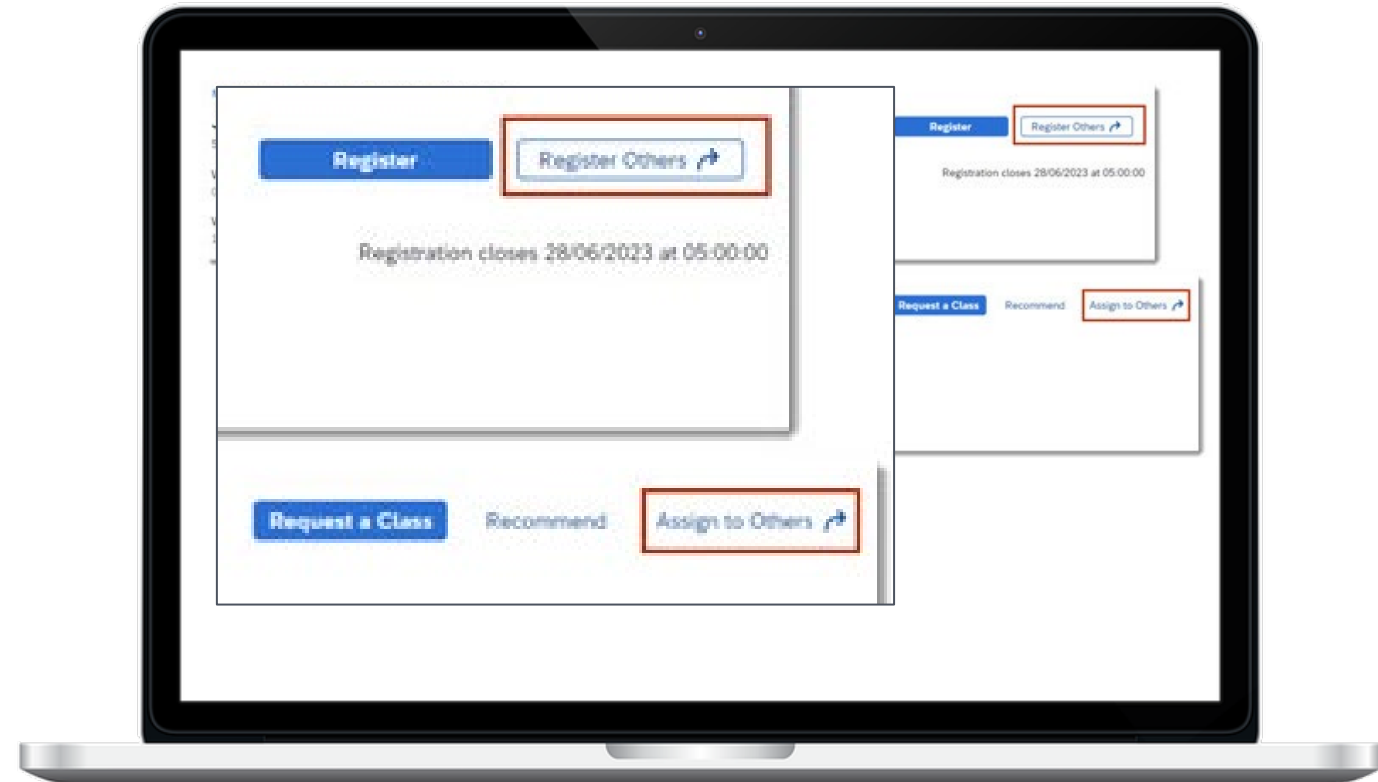 Register Register Others
Registration closes 28/06/2023 at 05:00:00
Request a Class Recommend Assign to Others
Register Register Others
Registration closes 28/06/2023 at 05:00:00
Request a Class Recommend Assign to Others